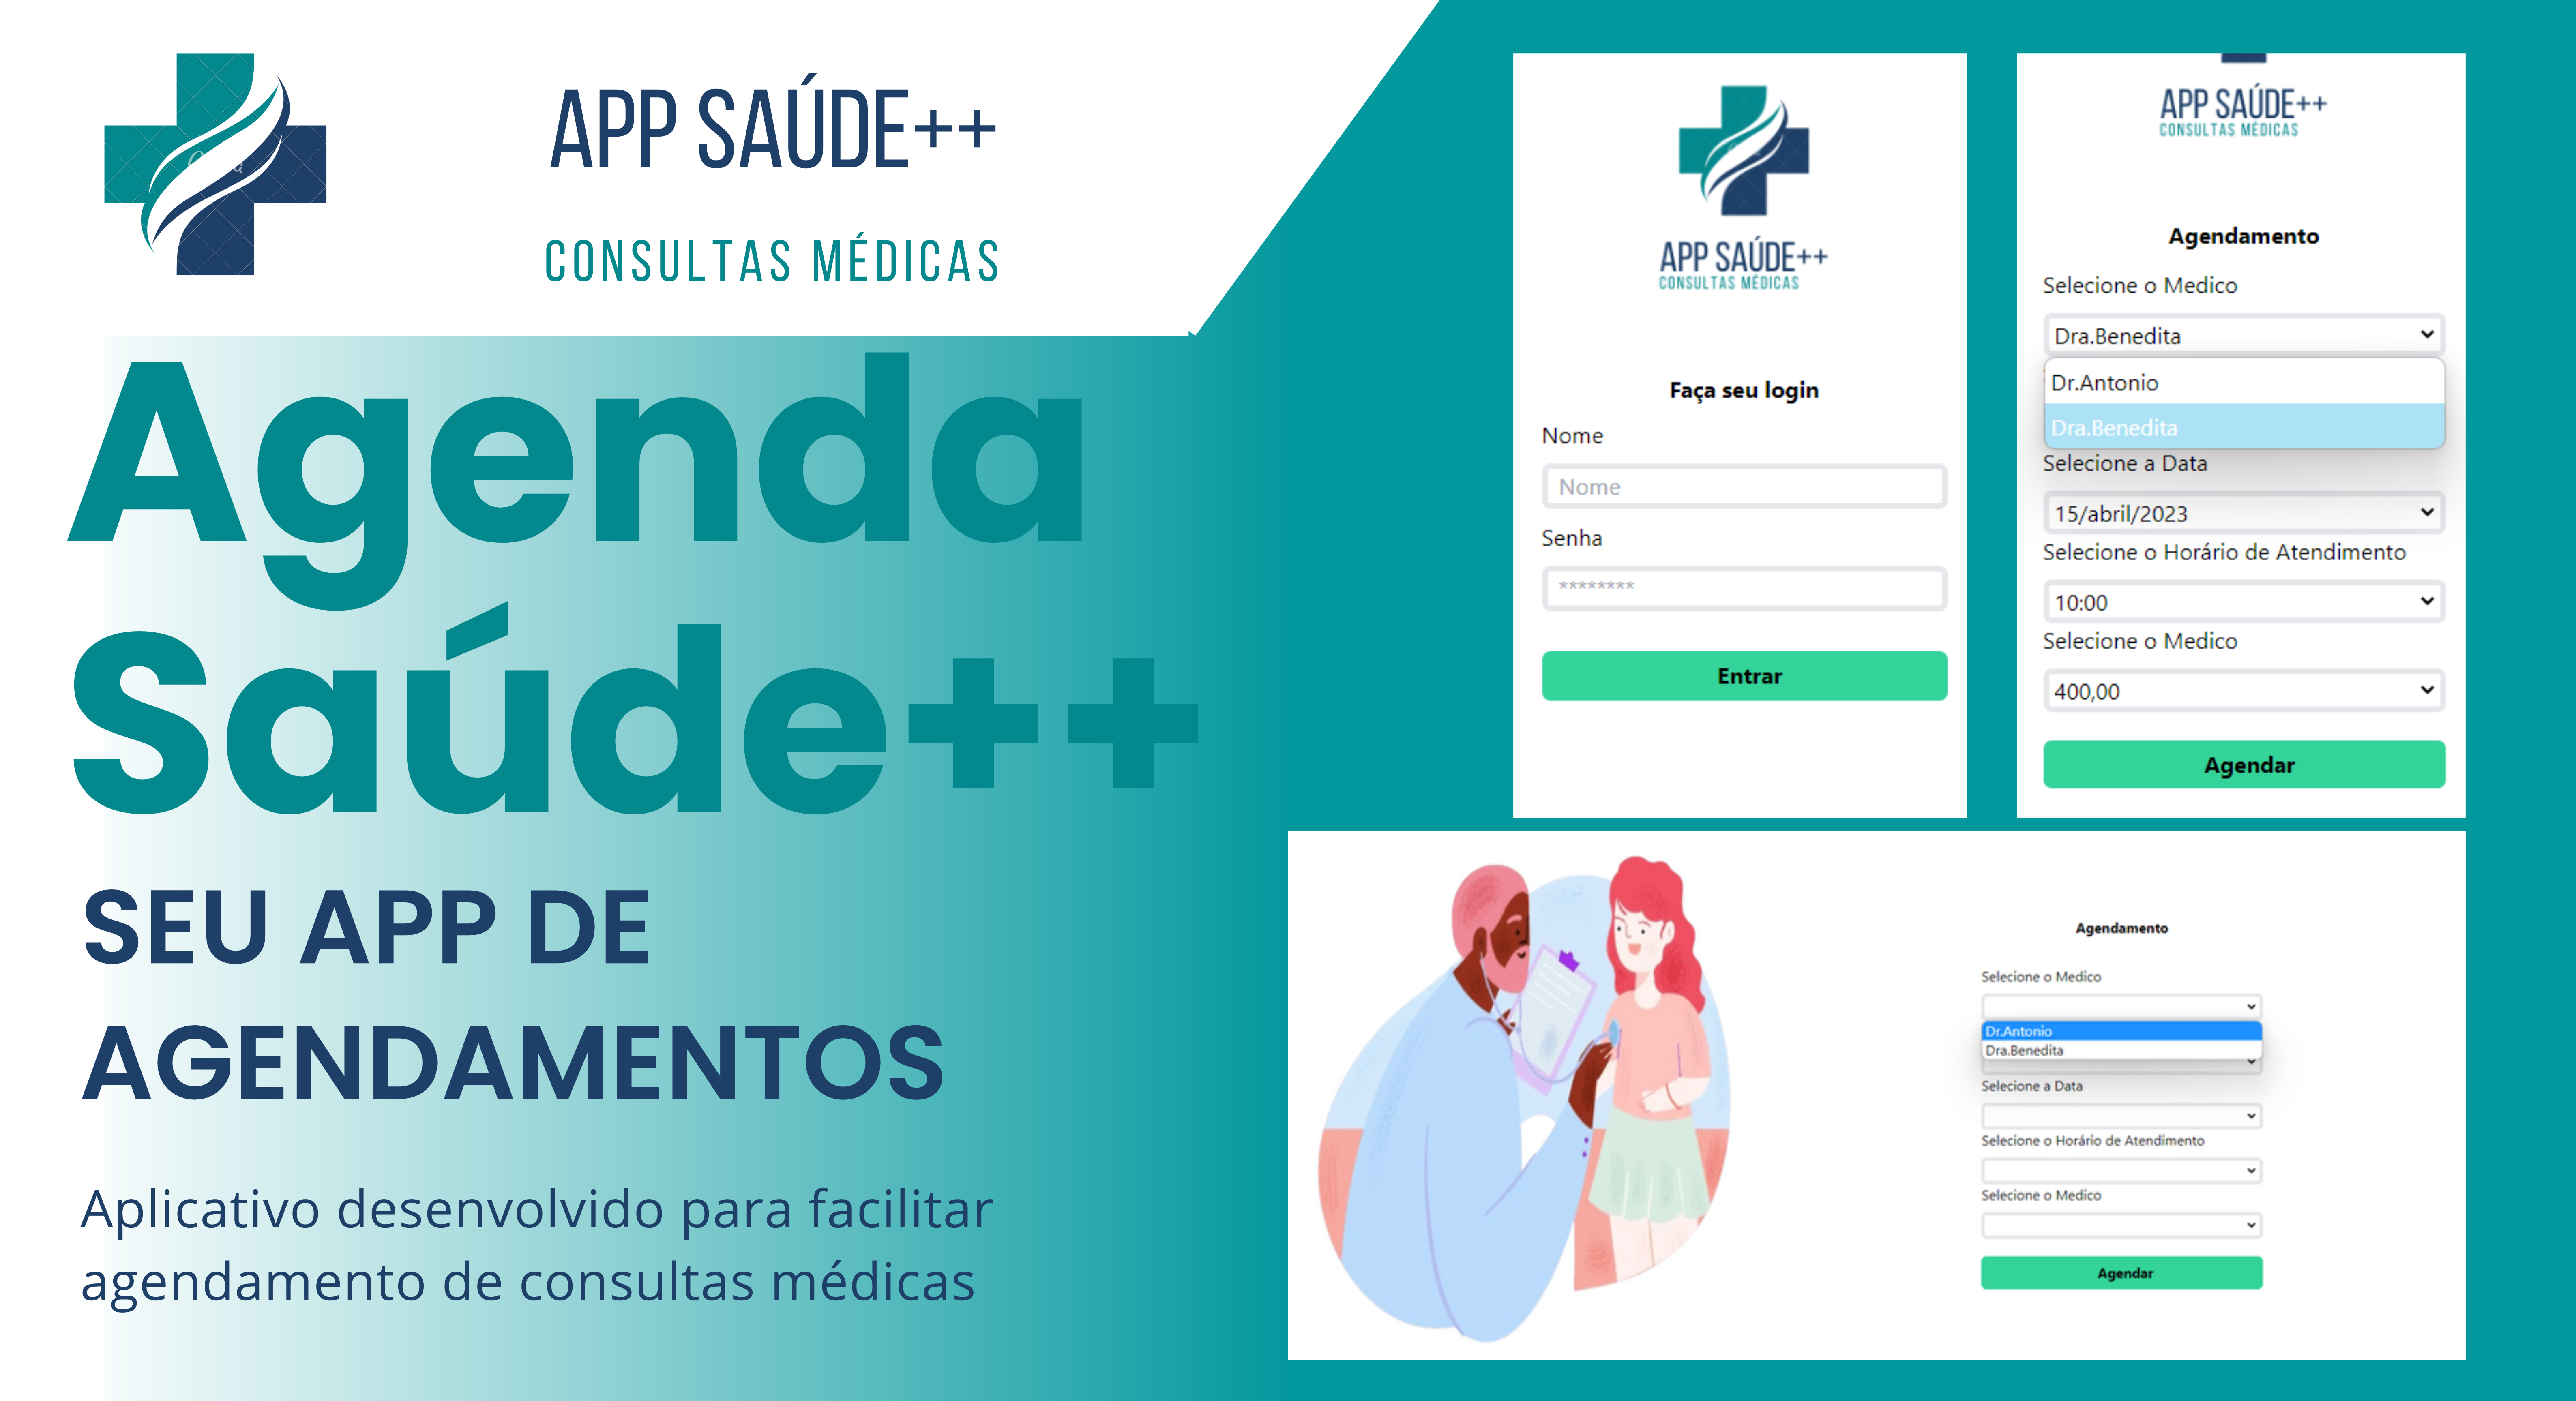 APP SAÚDE++
CONSULTAS MÉDICAS
Agenda
Saúde++
SEU APP DE
AGENDAMENTOS
Aplicativo desenvolvido para facilitar
agendamento de consultas médicas
APP SAÚDE++
CONSULTAS MÉDICAS
Faça seu login
Nome
Nome
Senha
********
Entrar
APP SAÚDE++
CONSULTAS MÉDICAS
Agendamento
Selecione o Medico
Dra.Benedita
Dr.Antonio
Dra.Benedita
Selecione a Data
15/abril/2023
Selecione o Horário de Atendimento
10:00
Selecione o Medico
400,00
Agendar
Agendamento
Selecione o Medico
Dr.Antonio
Dra.Benedita
Selecione a Data
Selecione o Horário de Atendimento
Selecione o Medico
Agendar